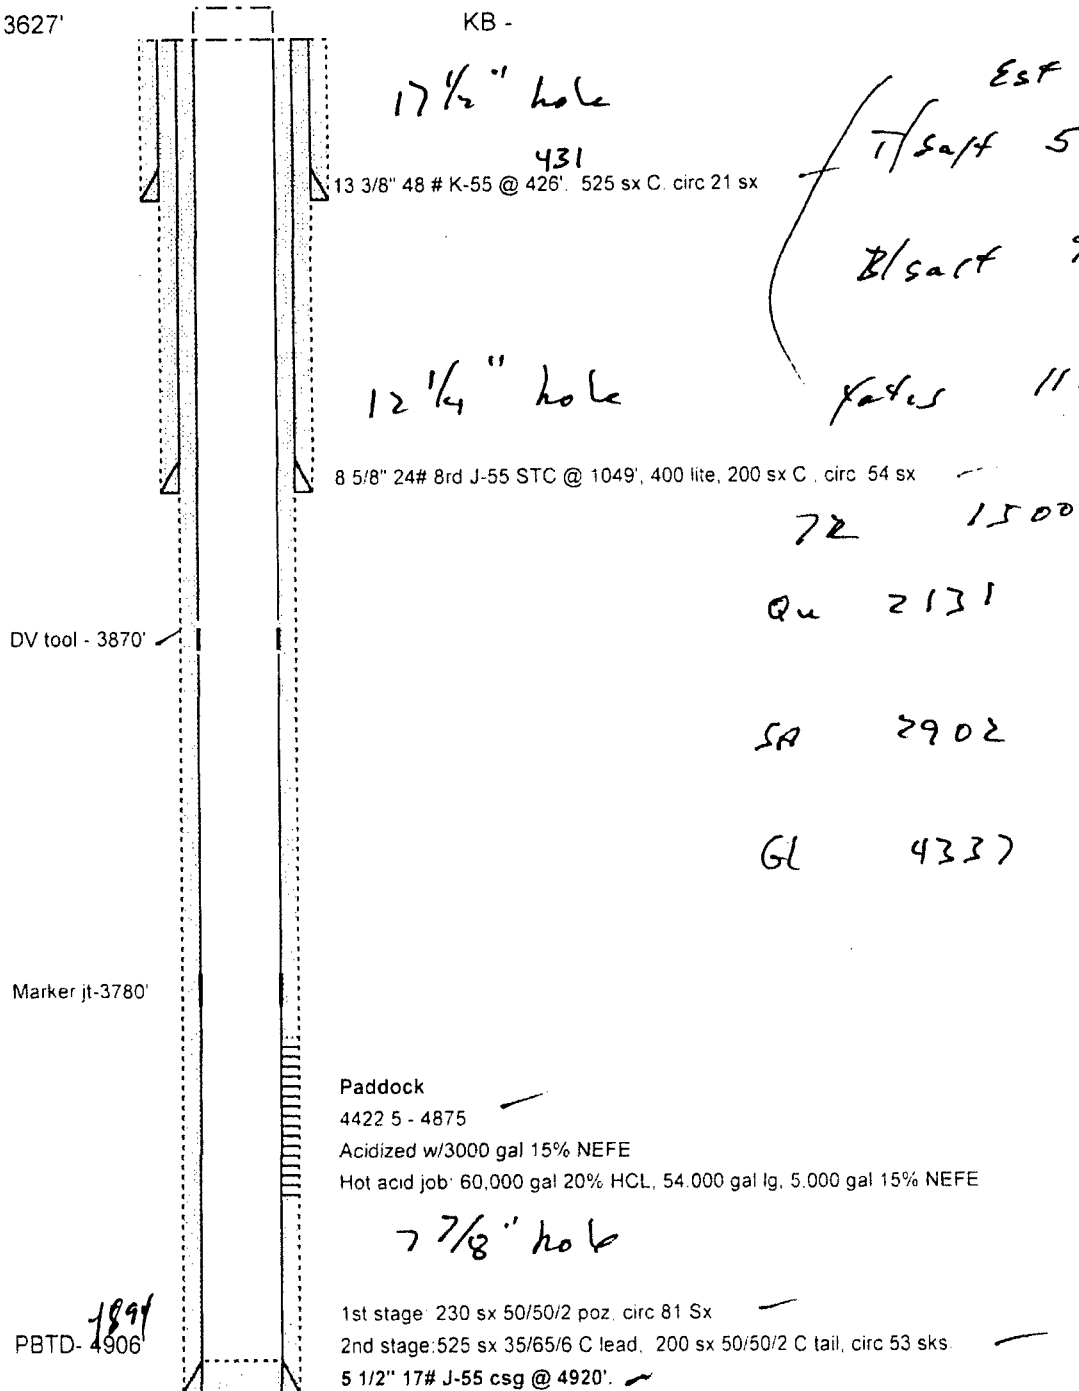 3627'
KB -
17 1/2" hole
Est
T/salt 5
431
13 3/8" 48 # K-55 @ 426'. 525 sx C. circ 21 sx
B/salt 9
12 1/4" hole
Yates 11
8 5/8" 24# 8rd J-55 STC @ 1049', 400 lite, 200 sx C , circ 54 sx
7R 1500
Qu 2131
DV tool - 3870'
SA 2902
GL 4337
Marker jt-3780'
Paddock
4422 5 - 4875
Acidized w/3000 gal 15% NEFE
Hot acid job: 60,000 gal 20% HCL, 54.000 gal lg, 5.000 gal 15% NEFE
7 7/8" hole
1st stage: 230 sx 50/50/2 poz, circ 81 Sx
PBTD- 4906
2nd stage:525 sx 35/65/6 C lead, 200 sx 50/50/2 C tail, circ 53 sks.
5 1/2" 17# J-55 csg @ 4920'.